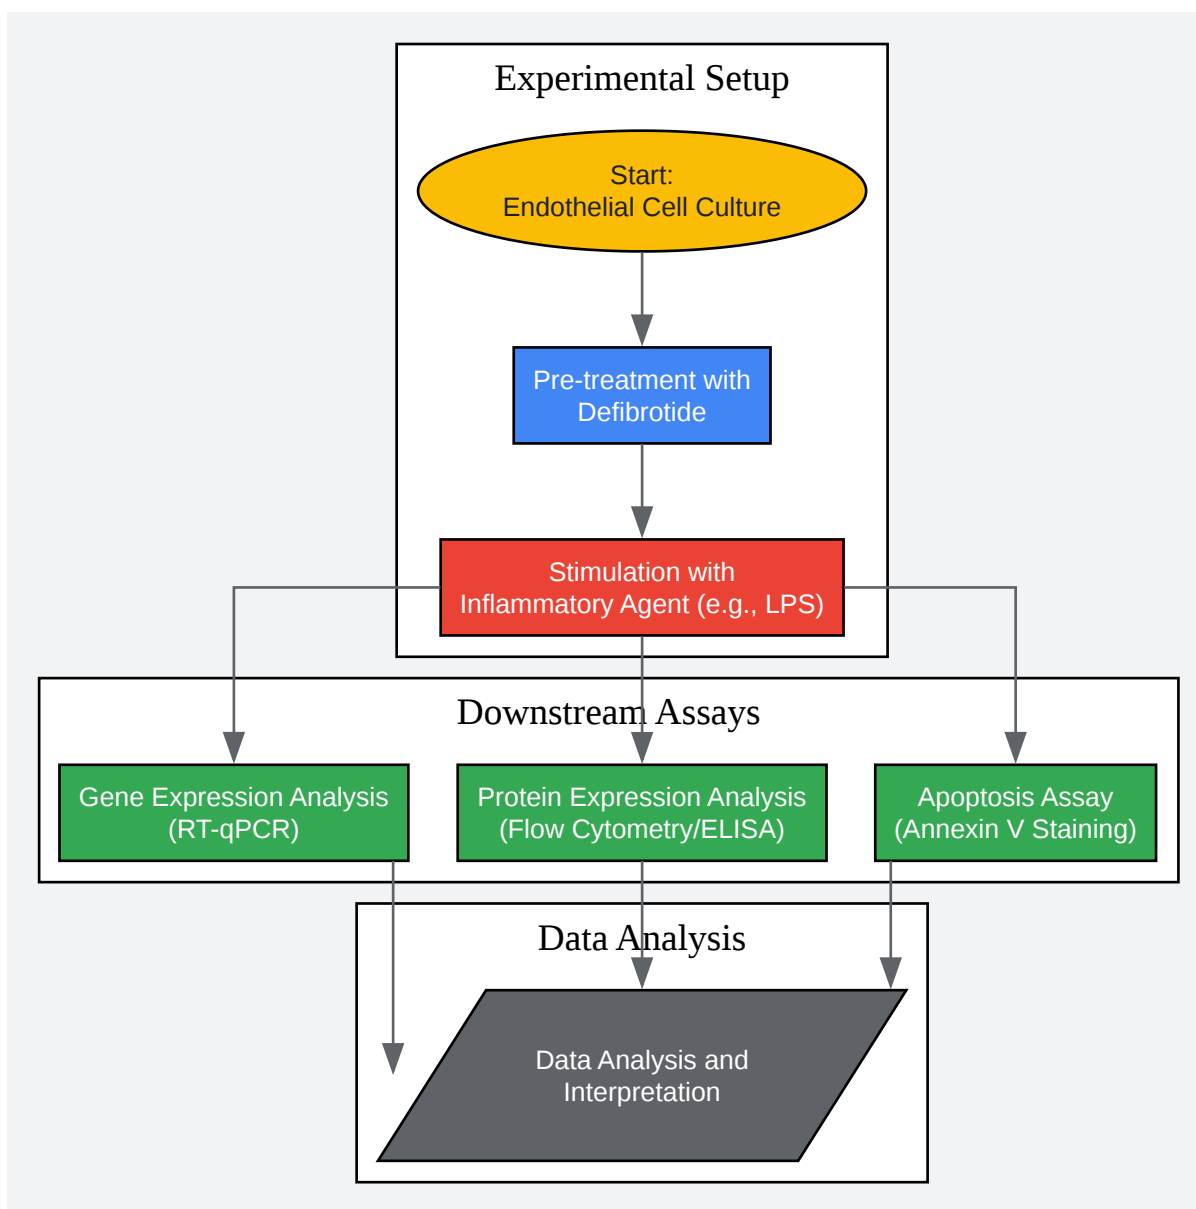 Experimental Setup
Start:
Endothelial Cell Culture
Pre-treatment with
Defibrotide
Stimulation with
Inflammatory Agent (e.g., LPS)
Downstream Assays
Gene Expression Analysis
(RT-qPCR)
Protein Expression Analysis
(Flow Cytometry/ELISA)
Apoptosis Assay
(Annexin V Staining)
Data Analysis
Data Analysis and
Interpretation